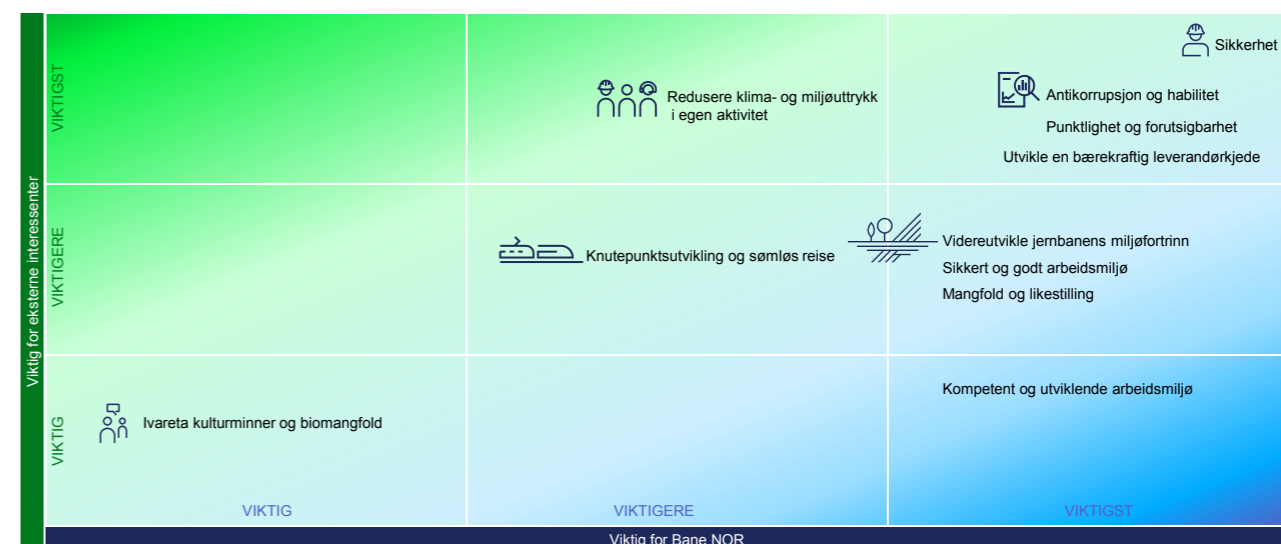 Viktig for eksterne interessenter
VIKTIGST
Sikkerhet
Redusere klima- og miljøuttrykk
i egen aktivitet
Antikorrupsjon og habilitet
Punktlighet og forutsigbarhet
Utvikle en bærekraftig leverandørkjede
VIKTIGERE
Knutepunktsutvikling og sømløs reise
Videreutvikle jernbanens miljøfortrinn
Sikkert og godt arbeidsmiljø
Mangfold og likestilling
VIKTIG
Ivareta kulturminner og biomangfold
Kompetent og utviklende arbeidsmiljø
VIKTIG
VIKTIGERE
VIKTIGST
Viktig for Bane NOR